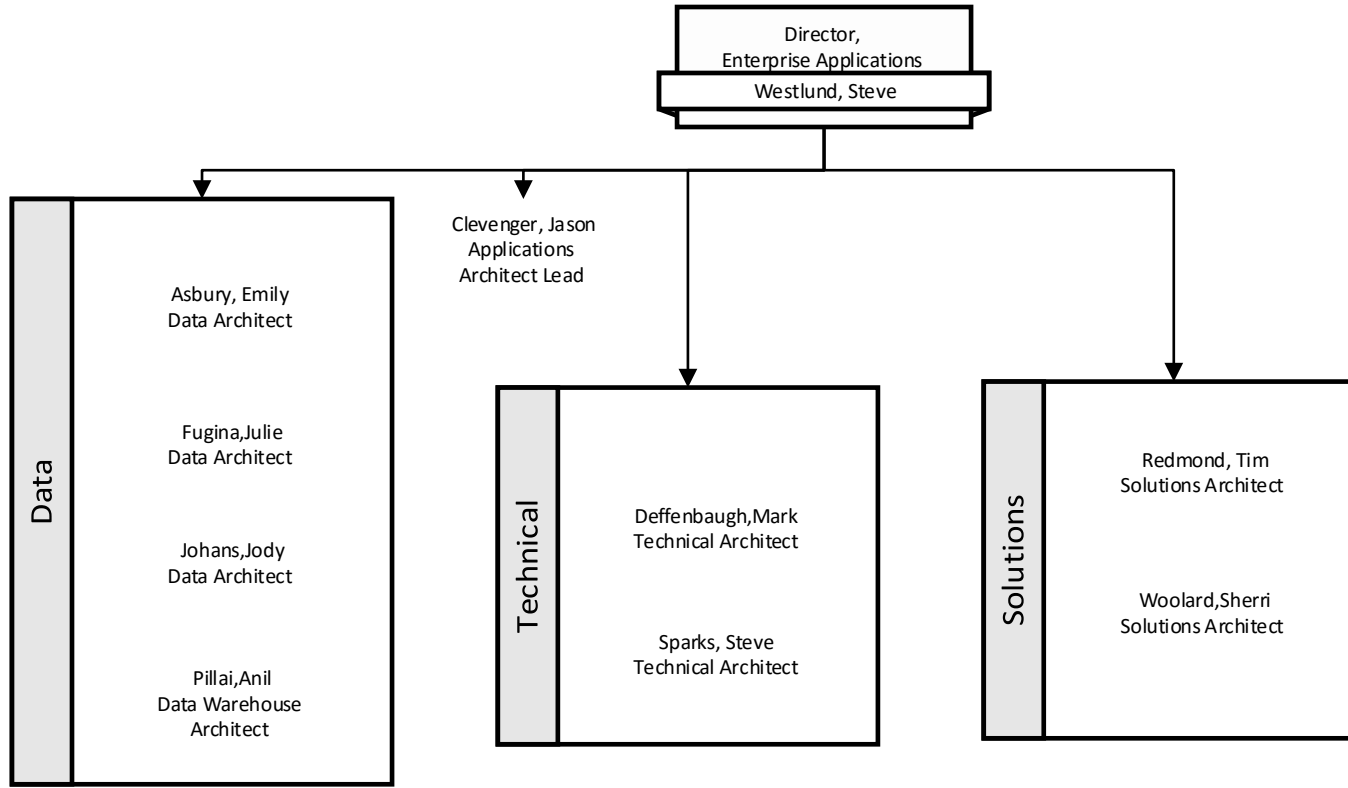 Director,
Enterprise Applications
Westlund, Steve
Data
Asbury, Emily
Data Architect
Fugina,Julie
Data Architect
Johans,Jody
Data Architect
Pillai,Anil
Data Warehouse
Architect
Clevenger, Jason
Applications
Architect Lead
Technical
Deffenbaugh,Mark
Technical Architect
Sparks, Steve
Technical Architect
Solutions
Redmond, Tim
Solutions Architect
Woolard,Sherri
Solutions Architect